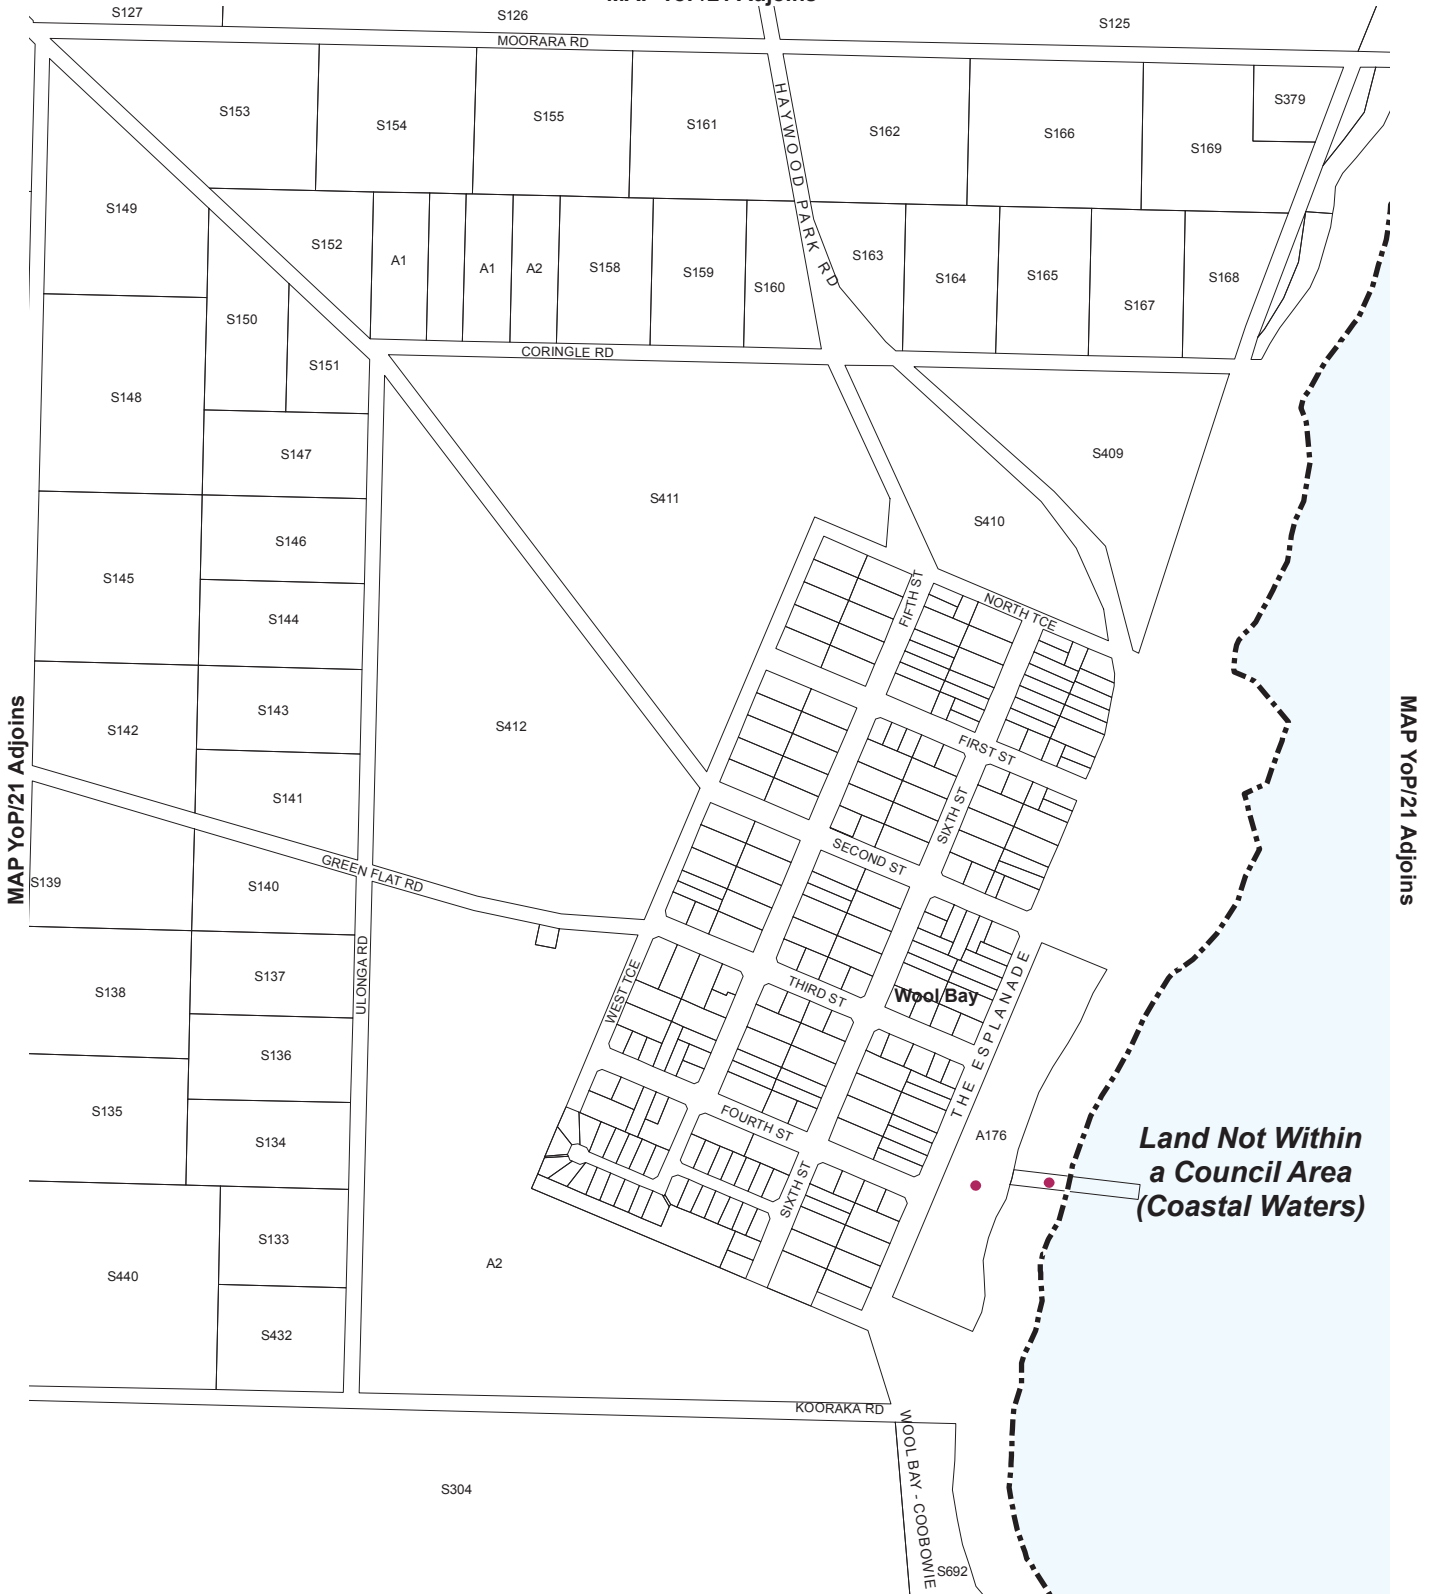 S127
S126
S125
MOORARA RD
S153
S154
S155
S161
HAYWOOD PARK RD
S162
S166
S169
S379
S149
S152
A1
A1
A2
S158
S159
S160
S163
S164
S165
S167
S168
S150
S151
CORINGLE RD
S148
S147
S411
S409
S410
S146
S145
S144
FIFTH ST
NORTH TCE
MAP YoP/21 Adjoins
S142
S143
S412
FIRST ST
MAP YoP/21 Adjoins
S141
SIXTH ST
SECOND ST
S139
S140
GREEN FLAT RD
ULONGA RD
S138
S137
WEST TCE
THIRD ST
Wool Bay
THE ESPLANADE
S136
S135
S134
FOURTH ST
A176
Land Not Within
a Council Area
(Coastal Waters)
SIXTH ST
S133
S440
A2
S432
KOORAKA RD
WOOL BAY - COOBOWIE
S304
S692